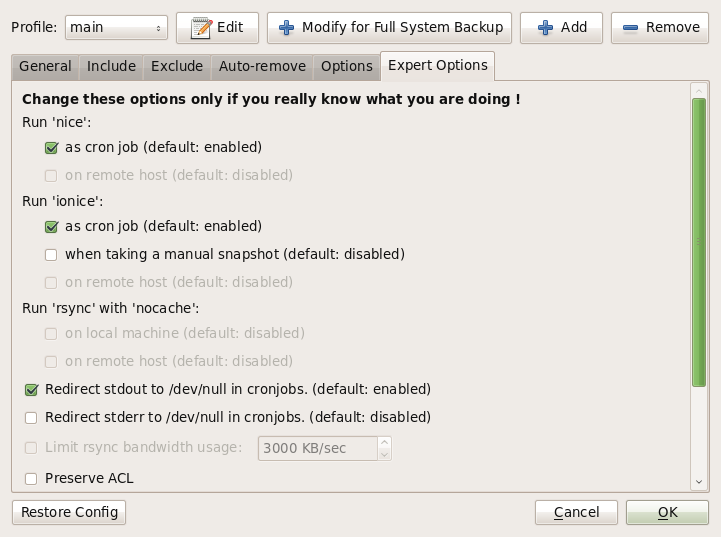 Profile: main Edit Modify for Full System Backup Add Remove
General Include Exclude Auto-remove Options Expert Options
Change these options only if you really know what you are doing !
Run 'nice':
as cron job (default: enabled)
on remote host (default: disabled)
Run 'ionice':
as cron job (default: enabled)
when taking a manual snapshot (default: disabled)
on remote host (default: disabled)
Run 'rsync' with 'nocache':
on local machine (default: disabled)
on remote host (default: disabled)
Redirect stdout to /dev/null in cronjobs. (default: enabled)
Redirect stderr to /dev/null in cronjobs. (default: disabled)
Limit rsync bandwidth usage: 3000 KB/sec
Preserve ACL
Restore Config Cancel OK